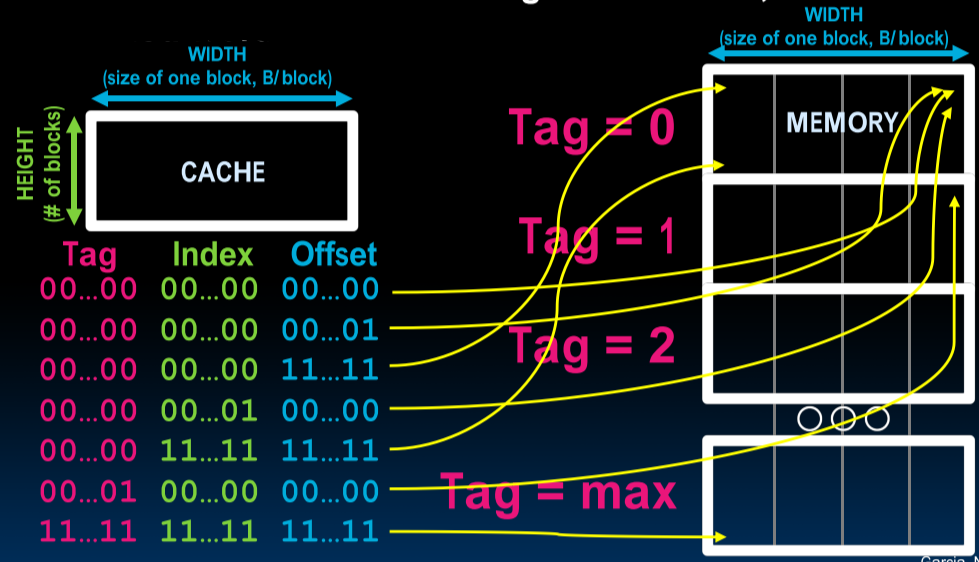 WIDTH
(size of one block, B/block)
WIDTH
(size of one block, B/block)
HEIGHT
(# of blocks)
CACHE
MEMORY
Tag = 0
Tag = 1
Tag = 2
Tag = max
Tag Index Offset
00...00 00...00 00...00
00...00 00...00 00...01
00...00 00...00 11...11
00...00 00...01 00...00
00...00 11...11 11...11
00...01 00...00 00...00
11...11 11...11 11...11